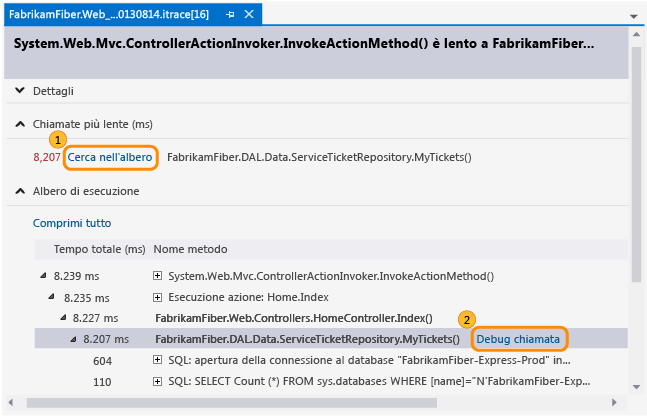 FabrikamFiber.Web_...0130814.itrace[16]
System.Web.Mvc.ControllerActionInvoker.InvokeActionMethod() è lento a FabrikamFiber...
Dettagli
Chiamate più lente (ms)
1
8,207 Cerca nell'albero FabrikamFiber.DAL.Data.ServiceTicketRepository.MyTickets()
Albero di esecuzione
Comprimi tutto
Tempo totale (ms) Nome metodo
8.239 ms System.Web.Mvc.ControllerActionInvoker.InvokeActionMethod()
8.235 ms Esecuzione azione: Home.Index
8.227 ms FabrikamFiber.Web.Controllers.HomeController.Index()
2
8.207 ms FabrikamFiber.DAL.Data.ServiceTicketRepository.MyTickets() Debug chiamata
604 SQL: apertura della connessione al database "FabrikamFiber-Express-Prod" in...
110 SQL: SELECT Count (*) FROM sys.databases WHERE [name]="N'FabrikamFiber-Exp...